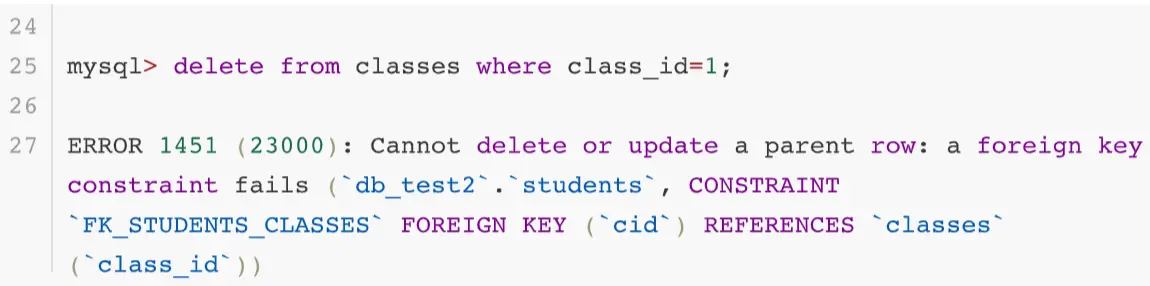 24
25 mysql> delete from classes where class_id=1;
26
27 ERROR 1451 (23000): Cannot delete or update a parent row: a foreign key
constraint fails (`db_test2`.`students`, CONSTRAINT
`FK_STUDENTS_CLASSES` FOREIGN KEY (`cid`) REFERENCES `classes`
(`class_id`))